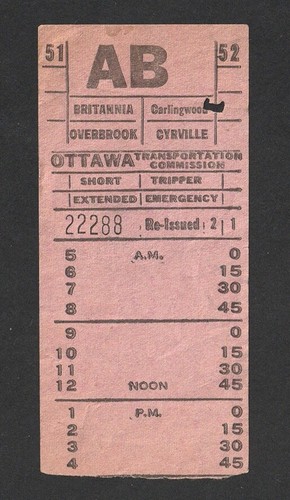 51 AB 52
BRITANNIA Carlingwood
OVERBROOK CYRVILLE
OTTAWA TRANSPORTATION COMMISSION
SHORT TRIPPER
EXTENDED EMERGENCY
22288 Re-Issued 2 1
5 A.M. 0
6 15
7 30
8 45
9 0
10 15
11 30
12 NOON 45
1 P.M. 0
2 15
3 30
4 45